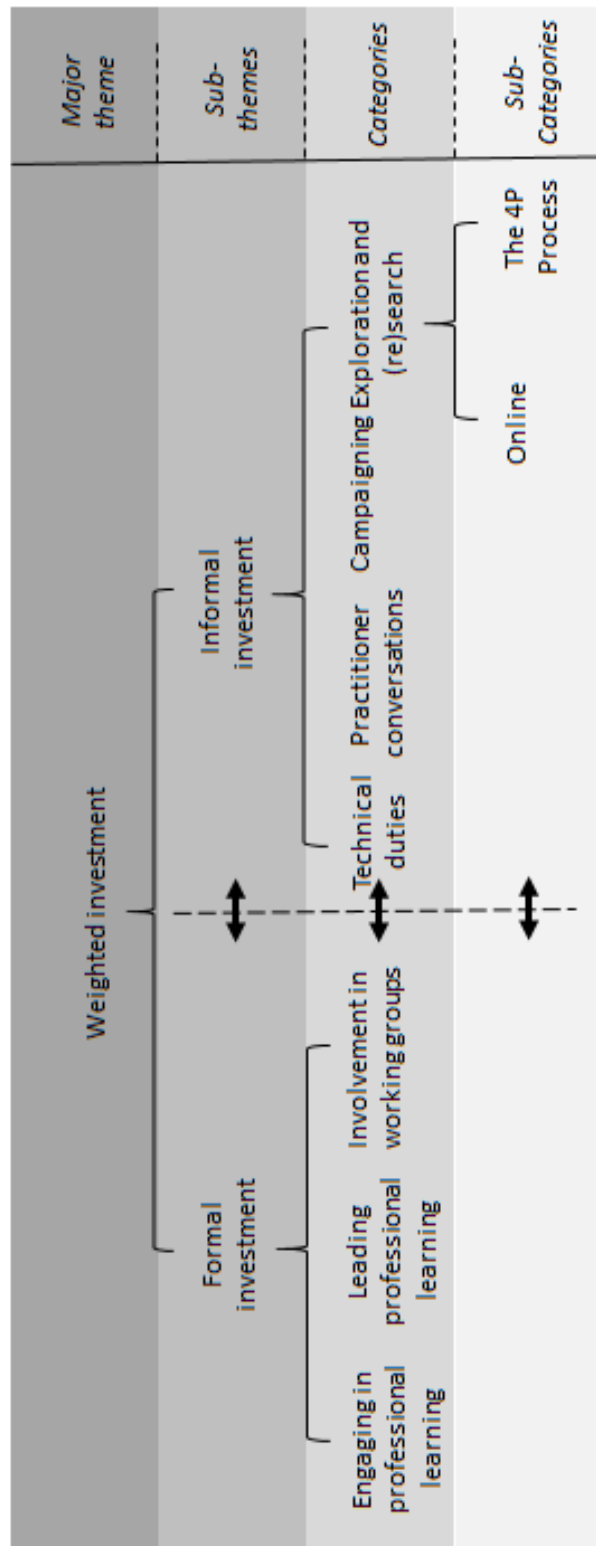 Weighted investment
Major
theme
Formal
investment
Informal
investment
Sub-
themes
Engaging in
professional
learning
Leading
professional
learning
Involvement in
working groups
Technical
duties
Practitioner
conversations
Campaigning
Exploration and
(re)search
Categories
Online
The 4P
Process
Sub-
Categories